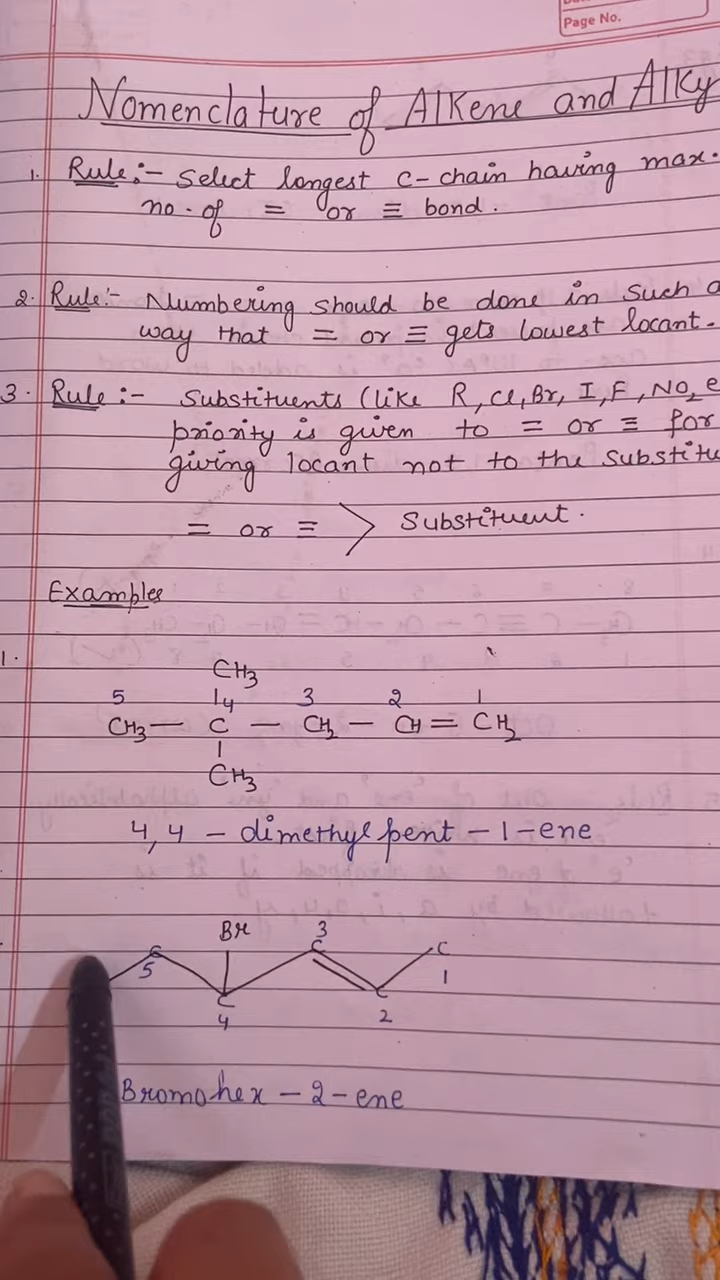 Page No.
Nomenclature of Alkene and Alky
1. Rule:- Select longest C-chain having max.
no. of = or ≡ bond.
2. Rule:- Numbering should be done in such a
way that = or ≡ gets lowest locant.
3. Rule:- Substituents (like R, Cl, Br, I, F, NO2 e
priority is given to = or ≡ for
giving locant not to the substitu
= or ≡ > Substituent.
Examples
1.
CH3
5 4 3 2 1
CH3 — C — CH2 — CH = CH2
CH3
4,4 - dimethyl pent - 1 - ene
Br 3
C C C
5 1
C C
4 2
Bromohex - 2 - ene